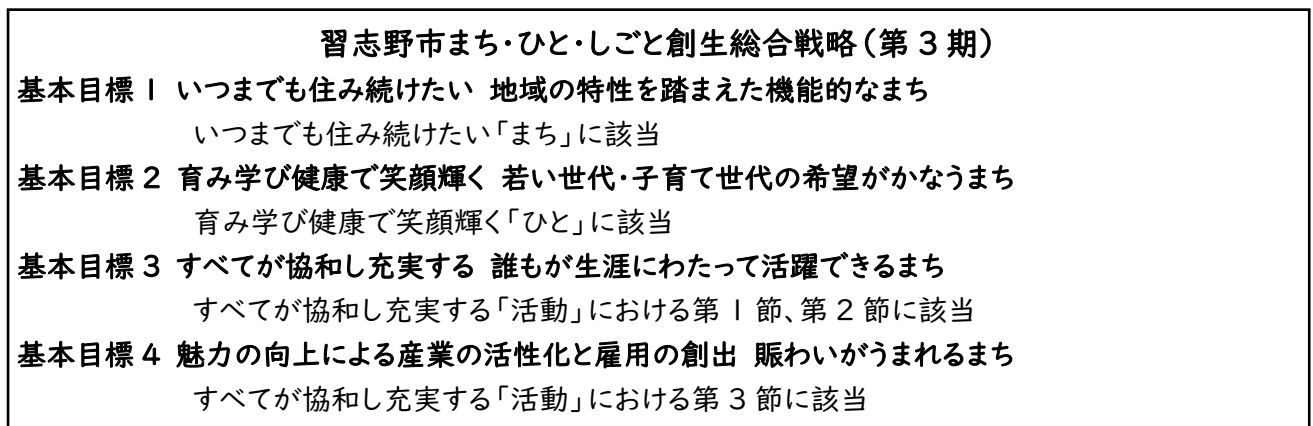 習志野市まち・ひと・しごと創生総合戦略(第3期)
基本目標1 いつまでも住み続けたい 地域の特性を踏まえた機能的なまち
いつまでも住み続けたい「まち」に該当
基本目標2 育み学び健康で笑顔輝く 若い世代・子育て世代の希望がかなうまち
育み学び健康で笑顔輝く「ひと」に該当
基本目標3 すべてが協和し充実する 誰もが生涯にわたって活躍できるまち
すべてが協和し充実する「活動」における第1節、第2節に該当
基本目標4 魅力の向上による産業の活性化と雇用の創出 賑わいがうまれるまち
すべてが協和し充実する「活動」における第3節に該当